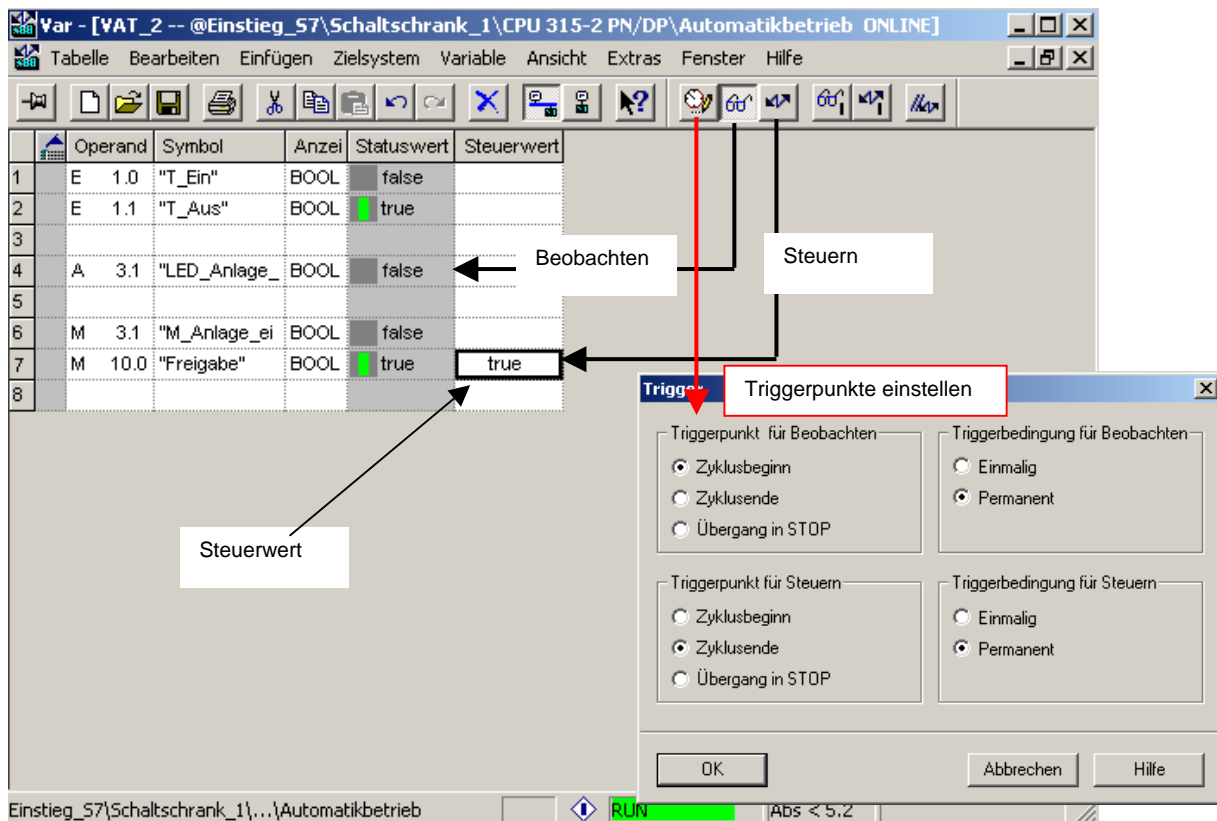 Var - [VAT_2 -- @Einstieg_S7\Schaltschrank_1\CPU 315-2 PN/DP\Automatikbetrieb ONLINE]
Tabelle Bearbeiten Einfügen Zielsystem Variable Ansicht Extras Fenster Hilfe
Operand Symbol Anzei Statuswert Steuerwert
1 E 1.0 "T_Ein" BOOL false
2 E 1.1 "T_Aus" BOOL true
3
4 A 3.1 "LED_Anlage_ BOOL false
Beobachten
Steuern
5
6 M 3.1 "M_Anlage_ei BOOL false
7 M 10.0 "Freigabe" BOOL true true
8
Steuerwert
Trigger
Triggerpunkte einstellen
Triggerpunkt für Beobachten
Zyklusbeginn
Zyklusende
Übergang in STOP
Triggerbedingung für Beobachten
Einmalig
Permanent
Triggerpunkt für Steuern
Zyklusbeginn
Zyklusende
Übergang in STOP
Triggerbedingung für Steuern
Einmalig
Permanent
OK Abbrechen Hilfe
Einstieg_S7\Schaltschrank_1\...\Automatikbetrieb RUN Abs < 5.2